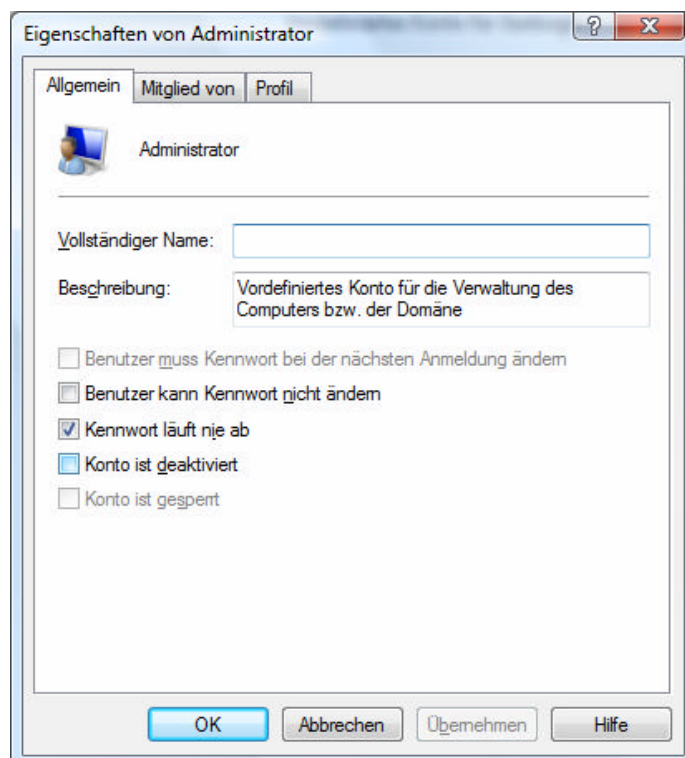 Eigenschaften von Administrator
?
Allgemein Mitglied von Profil
Administrator
Vollständiger Name:
Beschreibung: Vordefiniertes Konto für die Verwaltung des
Computers bzw. der Domäne
Benutzer muss Kennwort bei der nächsten Anmeldung ändern
Benutzer kann Kennwort nicht ändern
Kennwort läuft nie ab
Konto ist deaktiviert
Konto ist gesperrt
OK Abbrechen Übernehmen Hilfe